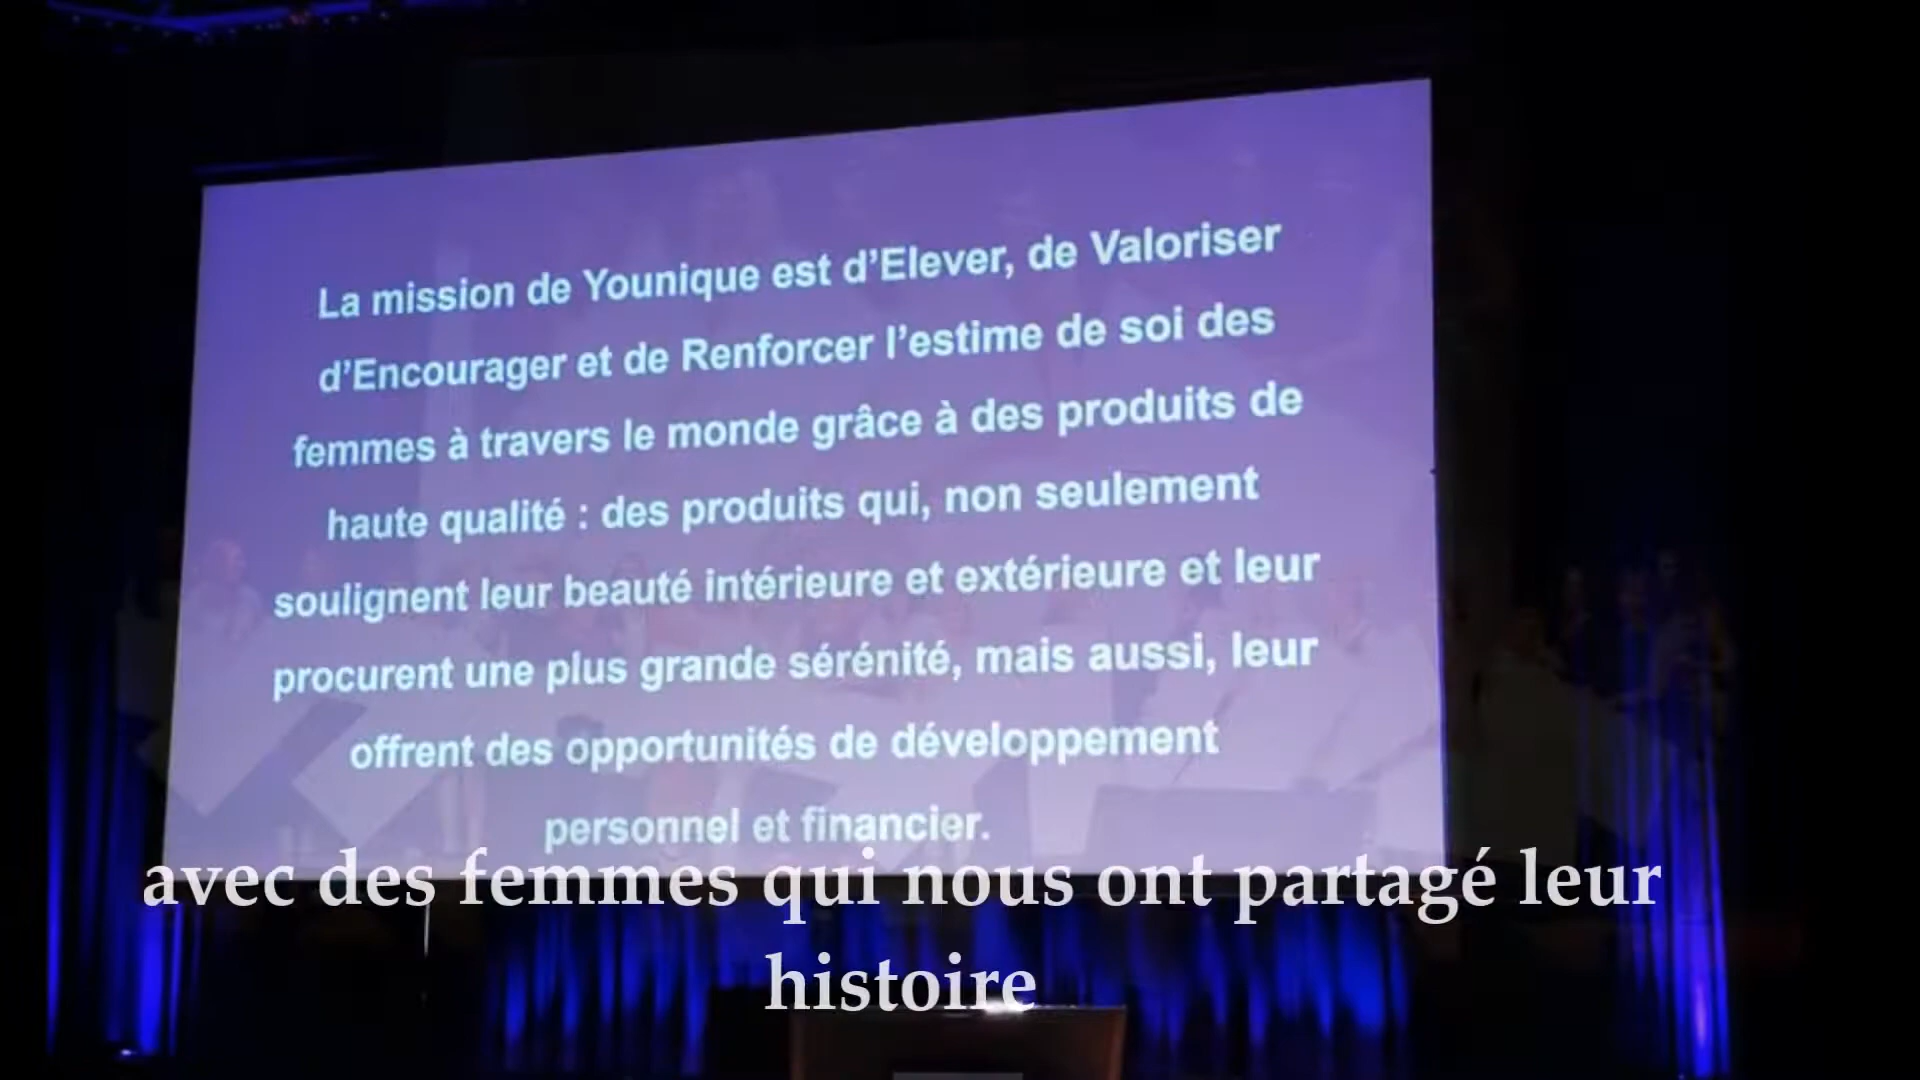 La mission de Younique est d'Elever, de Valoriser
d'Encourager et de Renforcer l'estime de soi des
femmes à travers le monde grâce à des produits de
haute qualité : des produits qui, non seulement
soulignent leur beauté intérieure et extérieure et leur
procurent une plus grande sérénité, mais aussi, leur
offrent des opportunités de développement
personnel et financier.
avec des femmes qui nous ont partagé leur
histoire